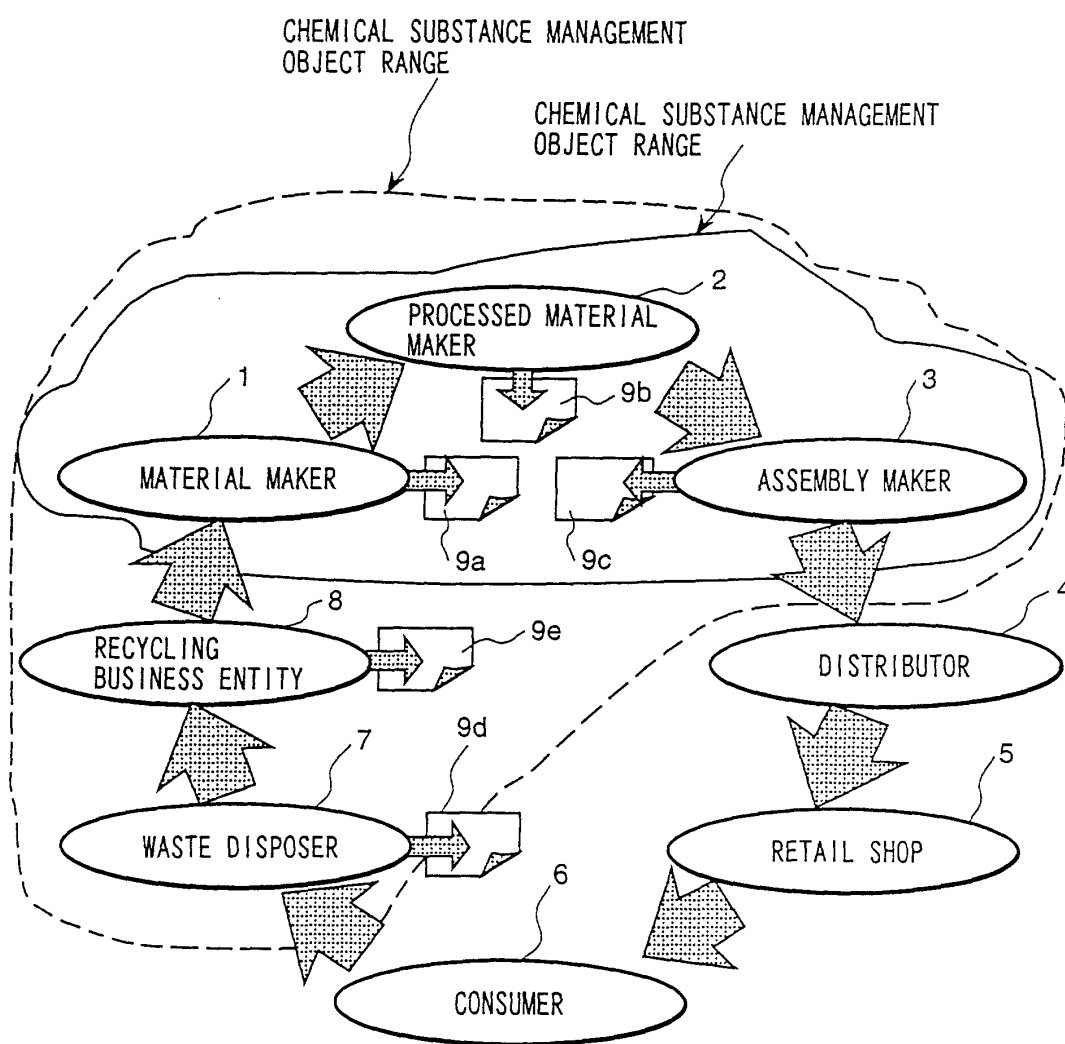 CHEMICAL SUBSTANCE MANAGEMENT
OBJECT RANGE
CHEMICAL SUBSTANCE MANAGEMENT
OBJECT RANGE
2
PROCESSED MATERIAL
MAKER
9b
1
MATERIAL MAKER
9a
3
ASSEMBLY MAKER
9c
8
RECYCLING
BUSINESS ENTITY
9e
4
DISTRIBUTOR
7
WASTE DISPOSER
9d
5
RETAIL SHOP
6
CONSUMER